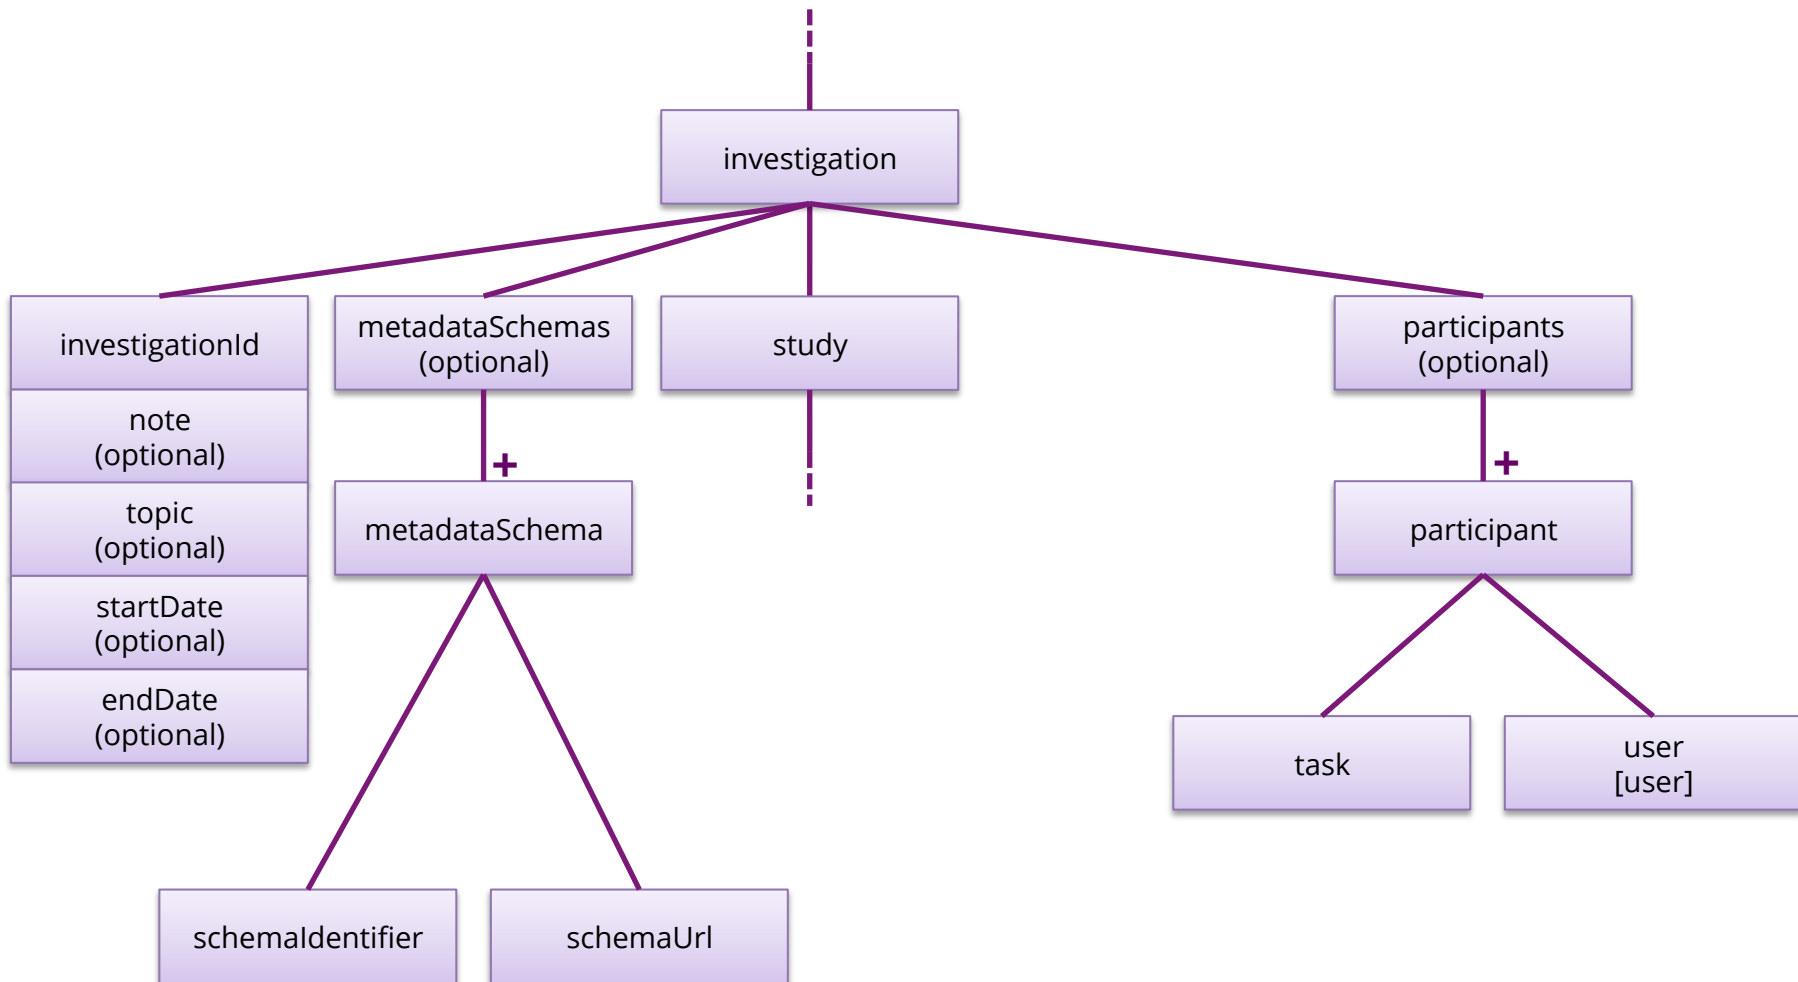 investigation
investigationId
note
(optional)
topic
(optional)
startDate
(optional)
endDate
(optional)
metadataSchemas
(optional)
+
metadataSchema
schemaIdentifier
schemaUrl
study
participants
(optional)
+
participant
task
user
[user]